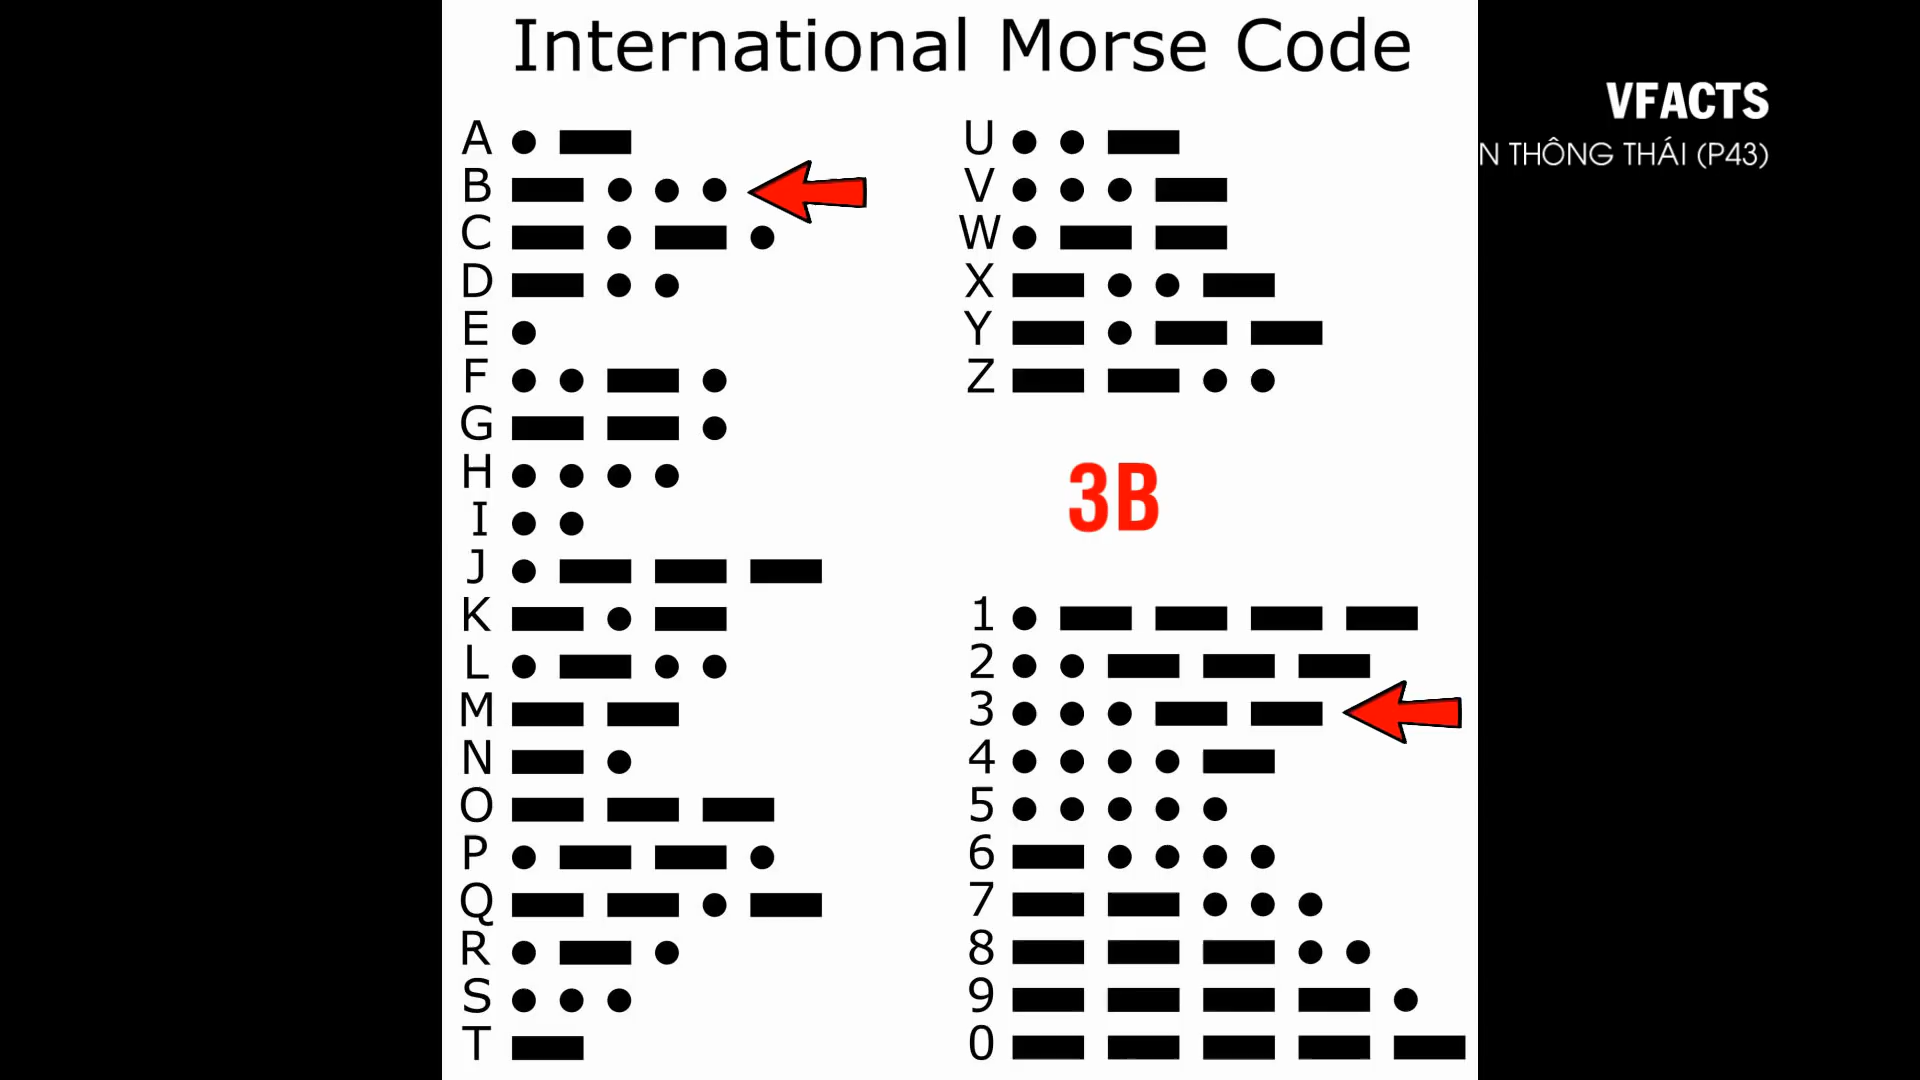 International Morse Code
VFACTS
N THÔNG THÁI (P43)
A
B
C
D
E
F
G
H
I
J
K
L
M
N
O
P
Q
R
S
T
U
V
W
X
Y
Z
3B
1
2
3
4
5
6
7
8
9
0